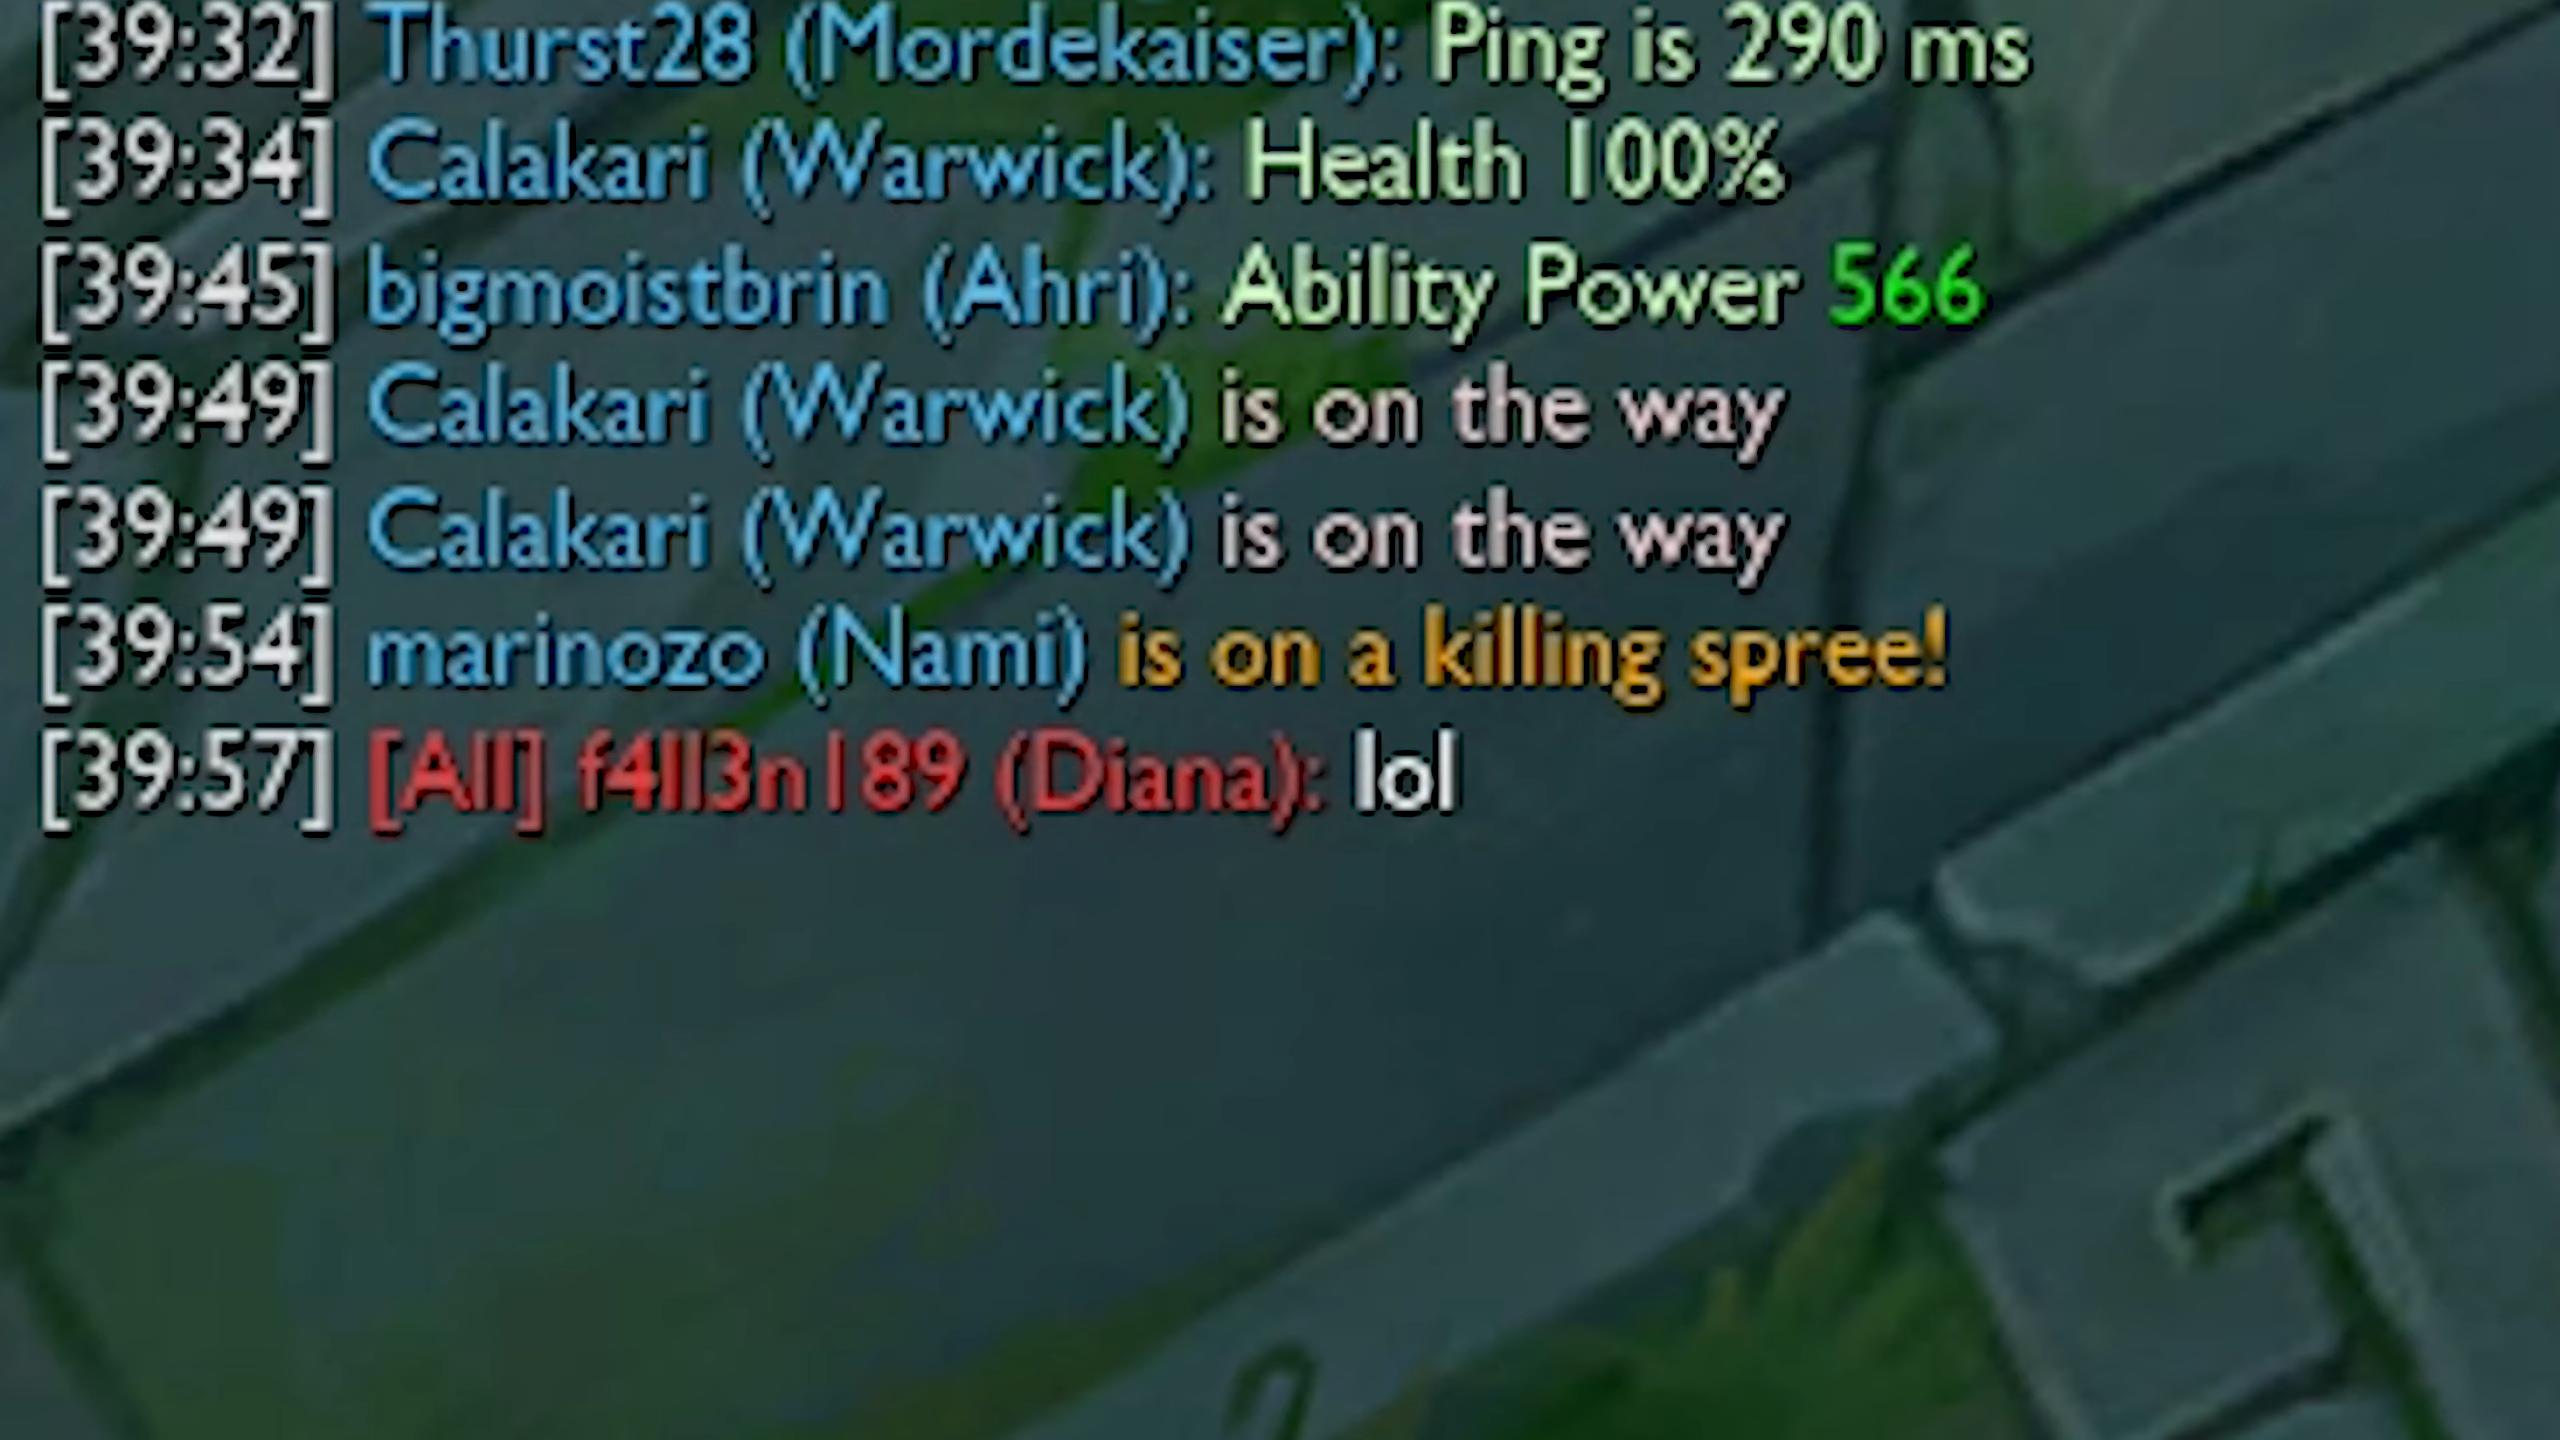 [39:32] Thurst28 (Mordekaiser): Ping is 290 ms
[39:34] Calakari (Warwick): Health 100%
[39:45] bigmoistbrin (Ahri): Ability Power 566
[39:49] Calakari (Warwick) is on the way
[39:49] Calakari (Warwick) is on the way
[39:54] marinozo (Nami) is on a killing spree!
[39:57] [All] f4ll3n189 (Diana): lol